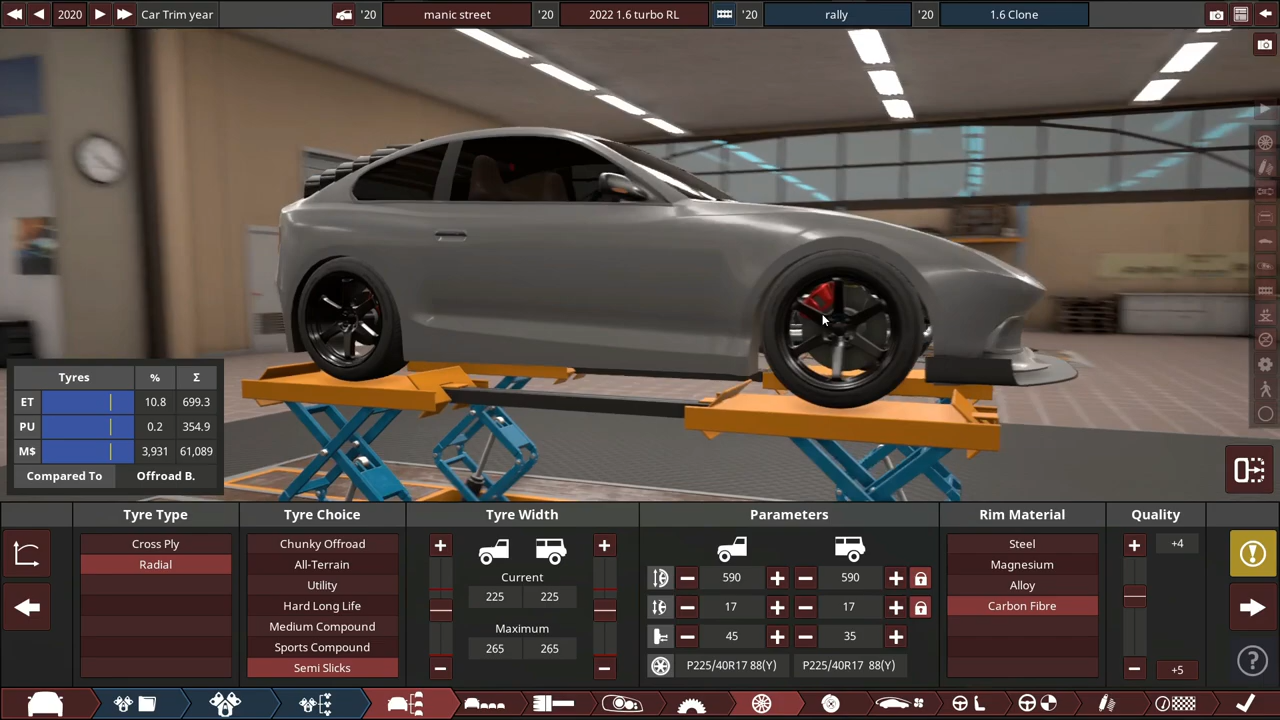 2020 Car Trim year '20 manic street '20 2022 1.6 turbo RL '20 rally '20 1.6 Clone
Tyres % Σ
ET 10.8 699.3
PU 0.2 354.9
M$ 3,931 61,089
Compared To Offroad B.
Tyre Type Tyre Choice Tyre Width Parameters Rim Material Quality
Cross Ply
Radial
Chunky Offroad
All-Terrain
Utility
Hard Long Life
Medium Compound
Sports Compound
Semi Slicks
Current
225 225
Maximum
265 265
590 590
17 17
45 35
P225/40R17 88(Y) P225/40R17 88(Y)
Steel
Magnesium
Alloy
Carbon Fibre
+4
+5